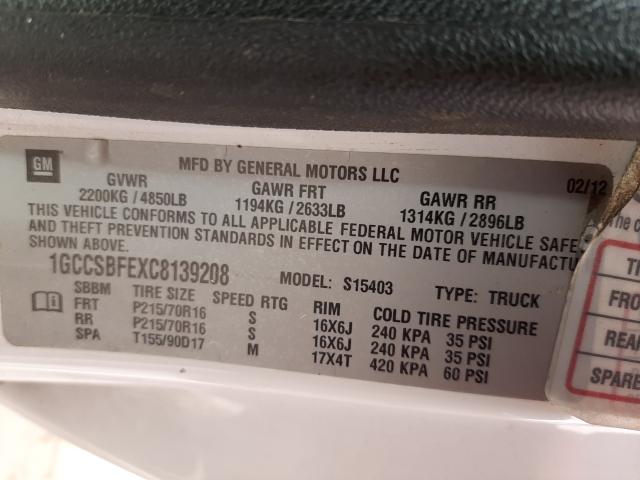 GM
MFD BY GENERAL MOTORS LLC
02/12
GVWR GAWR FRT GAWR RR
2200KG / 4850LB 1194KG / 2633LB 1314KG / 2896LB
THIS VEHICLE CONFORMS TO ALL APPLICABLE FEDERAL MOTOR VEHICLE SAFE
AND THEFT PREVENTION STANDARDS IN EFFECT ON THE DATE OF
SHOWN ABOVE.
1GCCSBFEXC8139208 MODEL: S15403 TYPE: TRUCK
SBBM TIRE SIZE SPEED RTG RIM COLD TIRE PRESSURE
FRT P215/70R16 S 16X6J 240 KPA 35 PSI
RR P215/70R16 S 16X6J 240 KPA 35 PSI
SPA T155/90D17 M 17X4T 420 KPA 60 PSI
The c
TI
FRO
REAR
SPARE